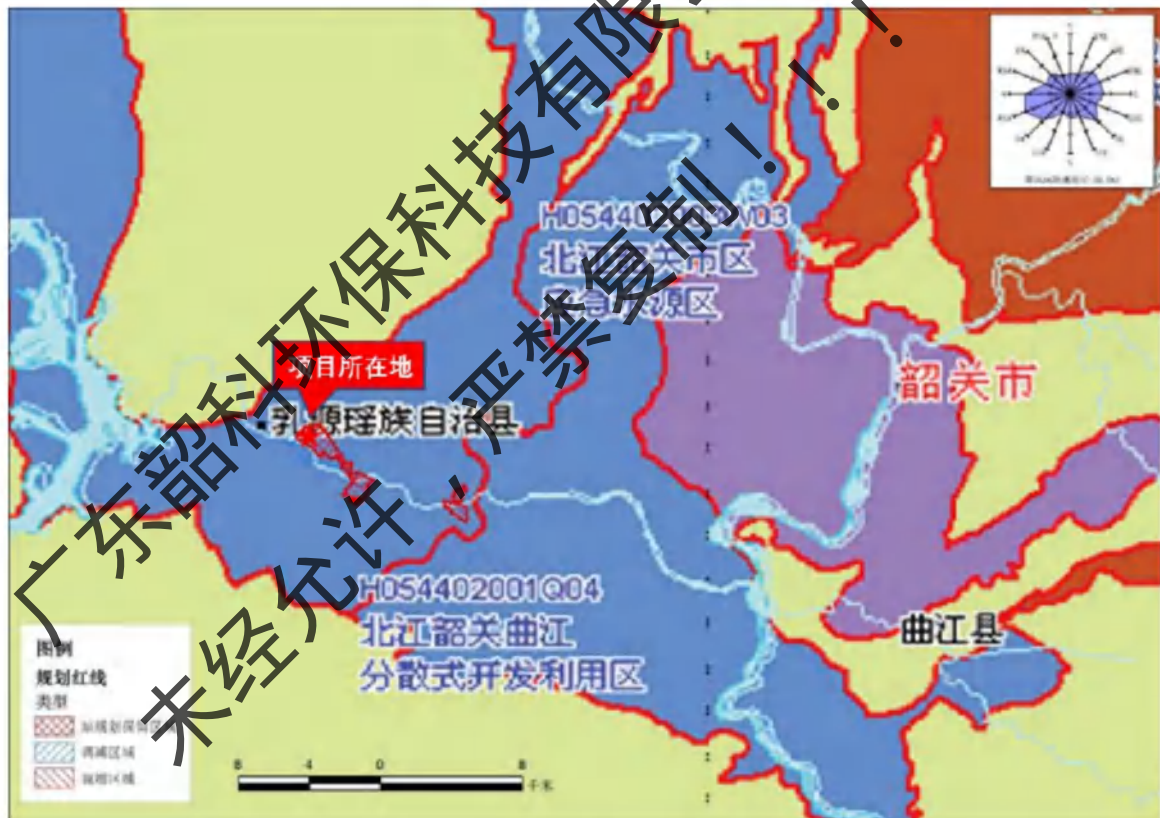 北江韶关市区
项目所在地
乳源瑶族自治县
韶关市
H054402001Q04
北江韶关曲江
分散式开发利用区
曲江县
图例
规划红线
类型
8 4 0 8
千米
广东韶科环保科技有限
未经允许，严禁复制！！！！